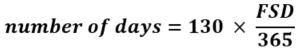 number of days = 130 × FSD/365